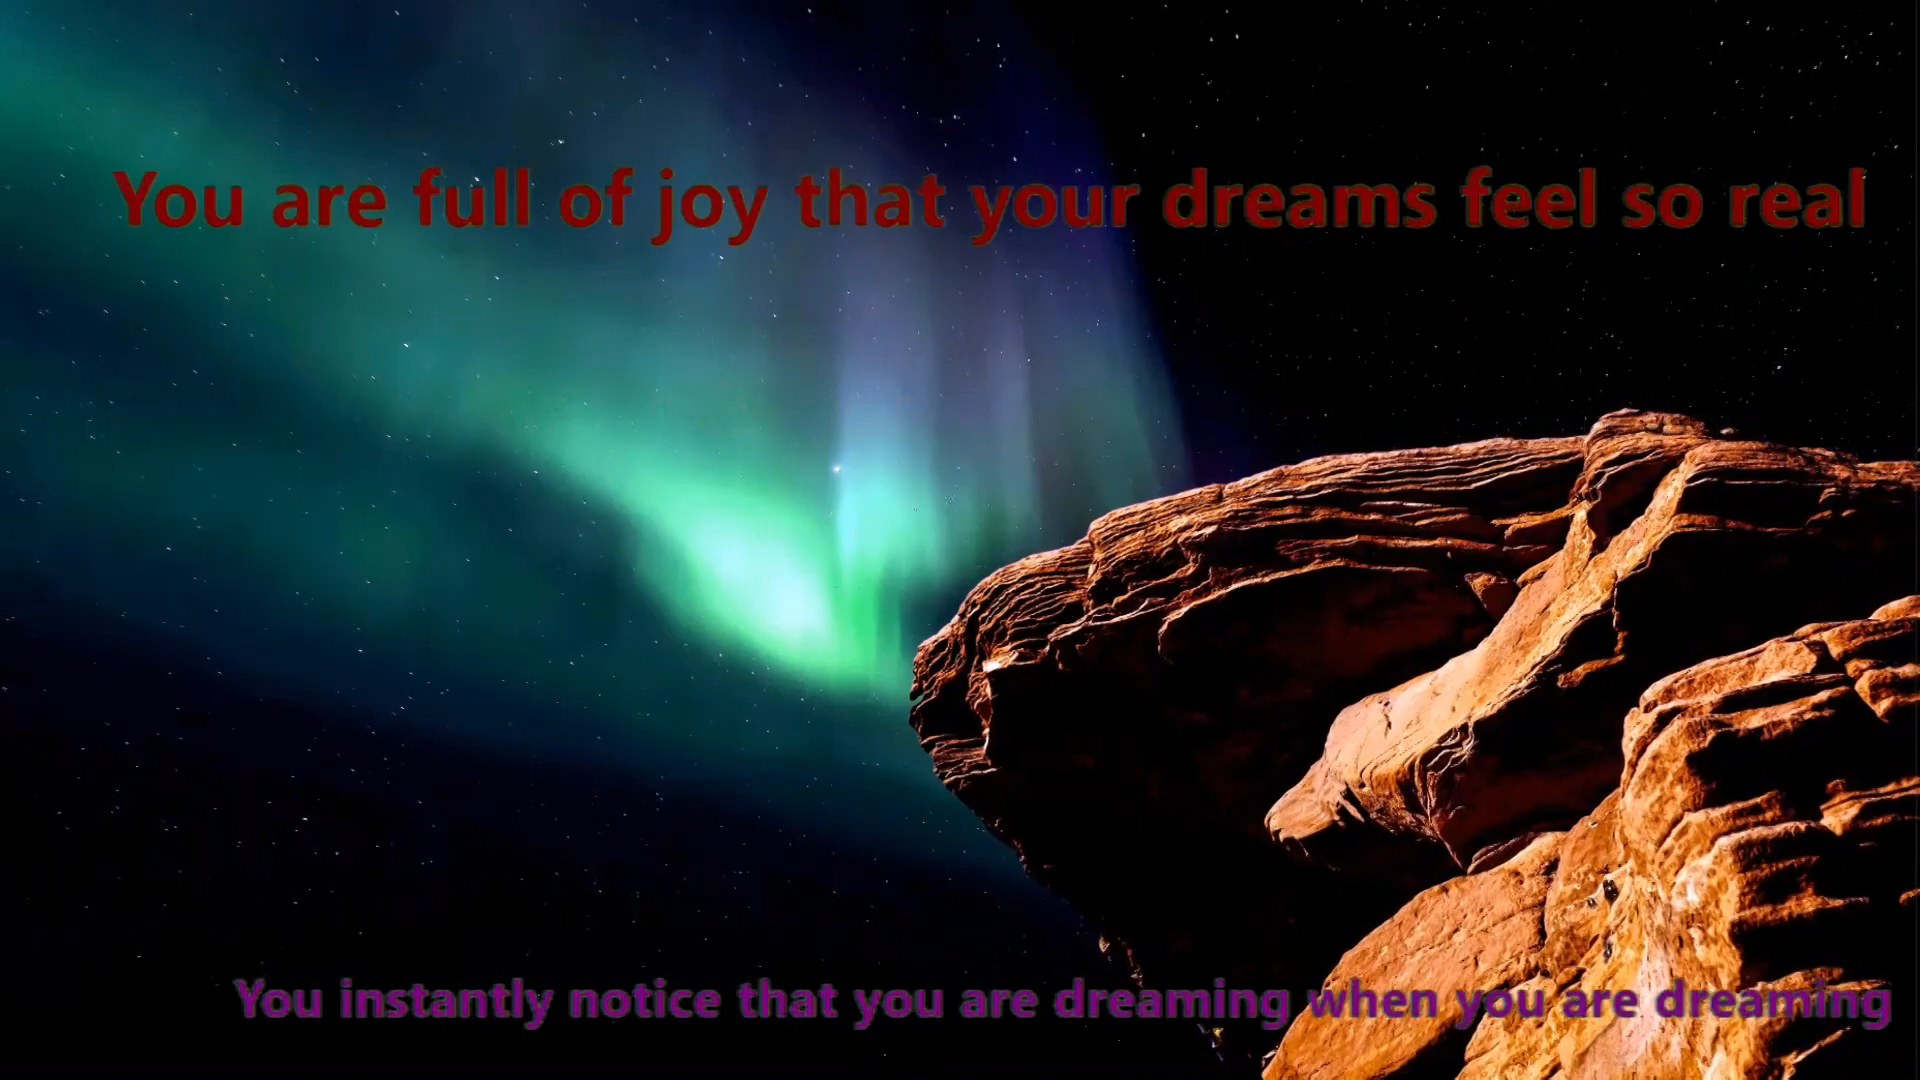 You are full of joy that your dreams feel so real
You instantly notice that you are dreaming when you are dreaming